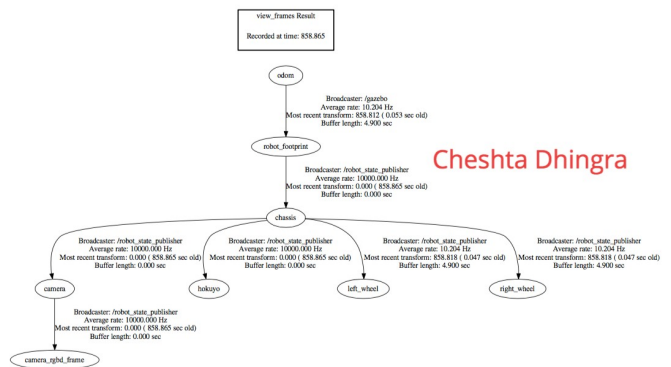 view_frames Result
Recorded at time: 858.865
odom
Broadcaster: /gazebo
Average rate: 10.204 Hz
Most recent transform: 858.812 ( 0.053 sec old)
Buffer length: 4.900 sec
robot_footprint
Cheshta Dhingra
Broadcaster: /robot_state_publisher
Average rate: 10000.000 Hz
Most recent transform: 0.000 ( 858.865 sec old)
Buffer length: 0.000 sec
chassis
Broadcaster: /robot_state_publisher
Average rate: 10000.000 Hz
Most recent transform: 0.000 ( 858.865 sec old)
Buffer length: 0.000 sec
Broadcaster: /robot_state_publisher
Average rate: 10000.000 Hz
Most recent transform: 0.000 ( 858.865 sec old)
Buffer length: 0.000 sec
Broadcaster: /robot_state_publisher
Average rate: 10.204 Hz
Most recent transform: 858.818 ( 0.047 sec old)
Buffer length: 4.900 sec
Broadcaster: /robot_state_publisher
Average rate: 10.204 Hz
Most recent transform: 858.818 ( 0.047 sec old)
Buffer length: 4.900 sec
camera
hokuyo
left_wheel
right_wheel
Broadcaster: /robot_state_publisher
Average rate: 10000.000 Hz
Most recent transform: 0.000 ( 858.865 sec old)
Buffer length: 0.000 sec
camera_rgbd_frame